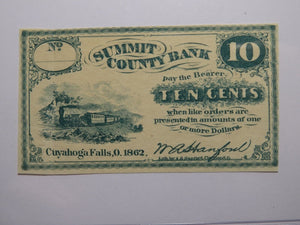 No
SUMMIT
COUNTY BANK
10
Pay the Bearer,
TEN CENTS
when like orders are
presented in amounts of one
or more Dollars.
Cuyahoga Falls, O. 1862.